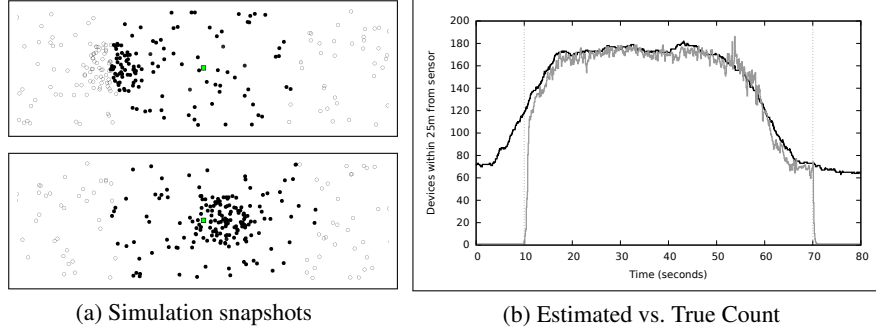 200
180
160
140
120
100
80
60
40
20
0
Devices within 25m from sensor
0 10 20 30 40 50 60 70 80
Time (seconds)
(a) Simulation snapshots
(b) Estimated vs. True Count